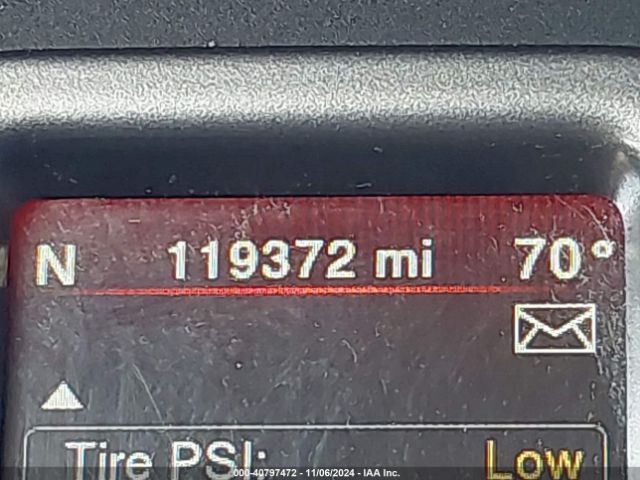 N 119372 mi 70°
Tire PSI: Low
000-40797472 - 11/06/2024 - IAA Inc.